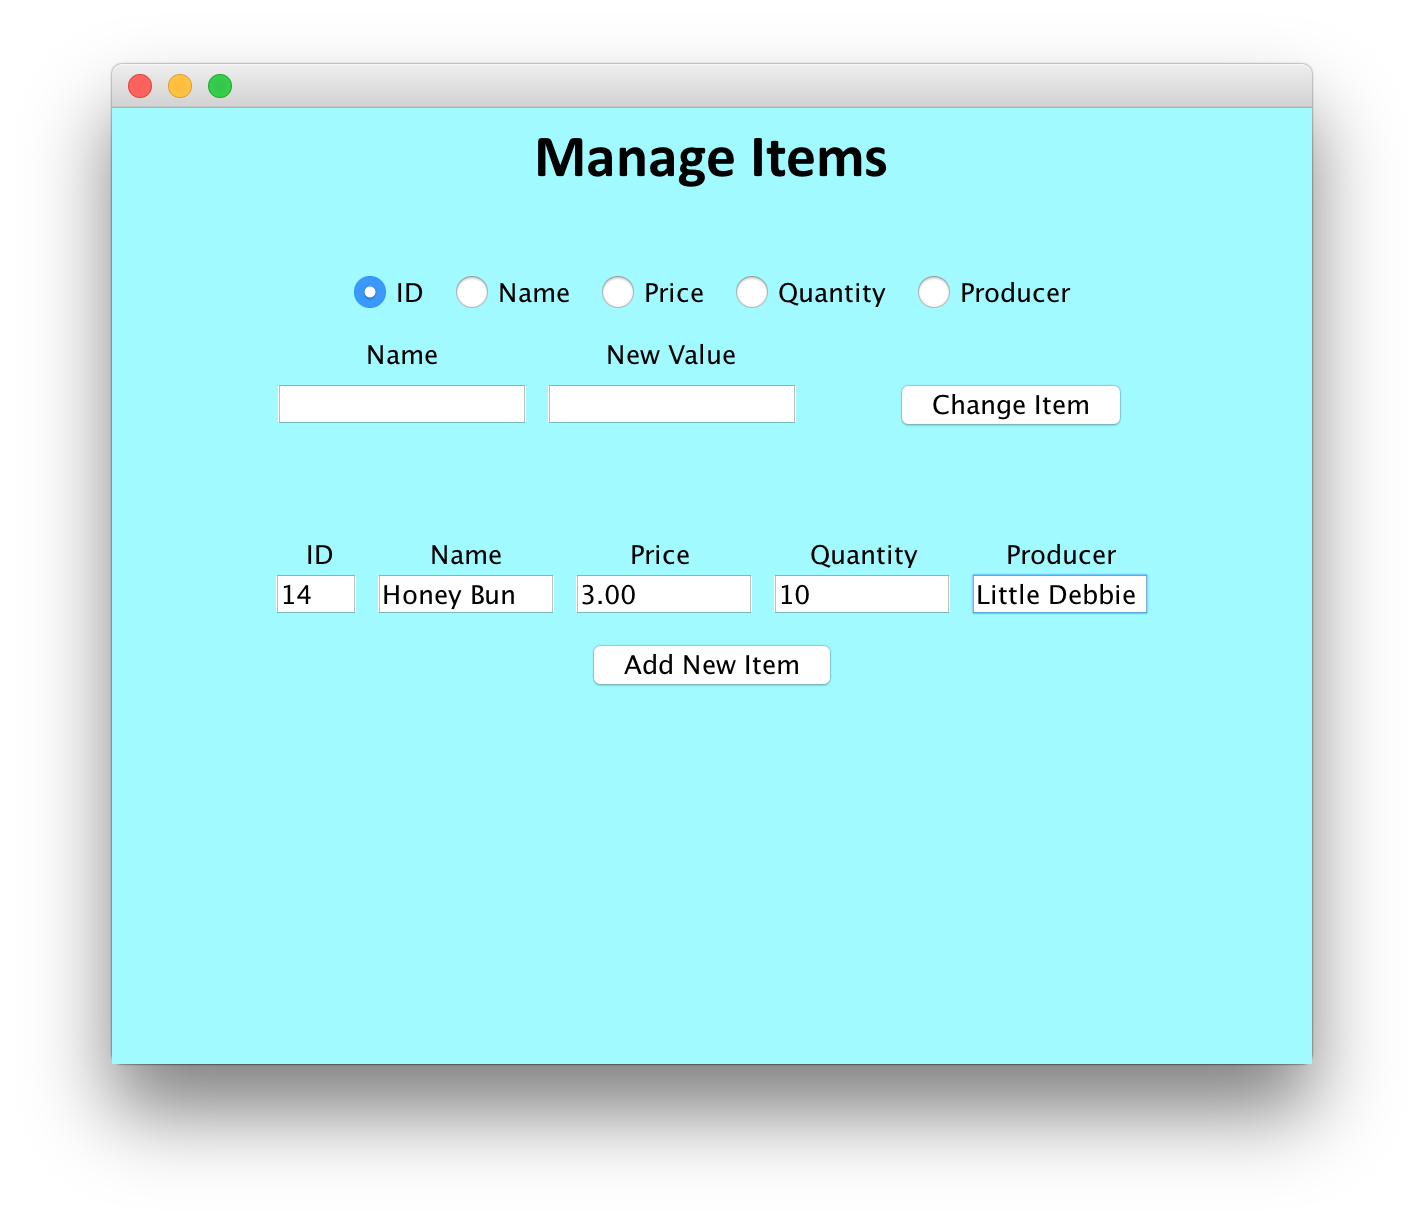 Manage Items
ID Name Price Quantity Producer
Name New Value
Change Item
ID Name Price Quantity Producer
14 Honey Bun 3.00 10 Little Debbie
Add New Item